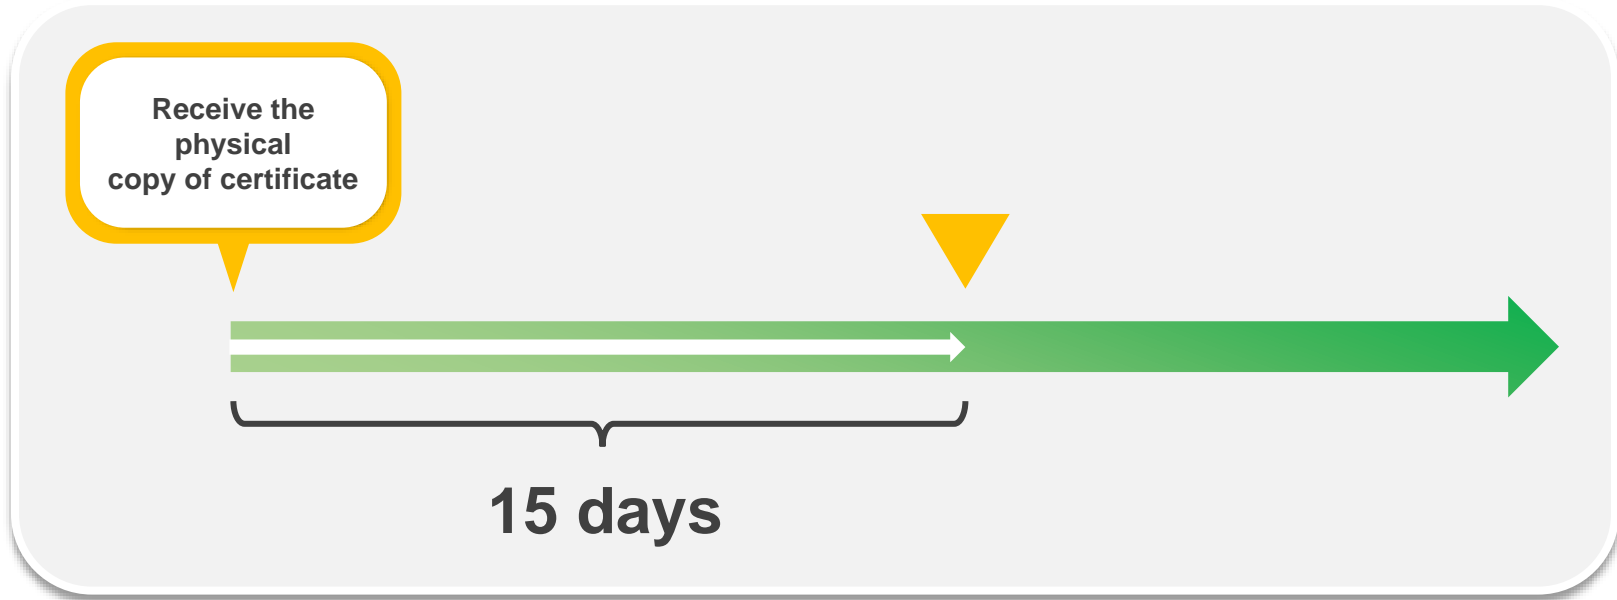 Receive the
physical
copy of certificate
15 days